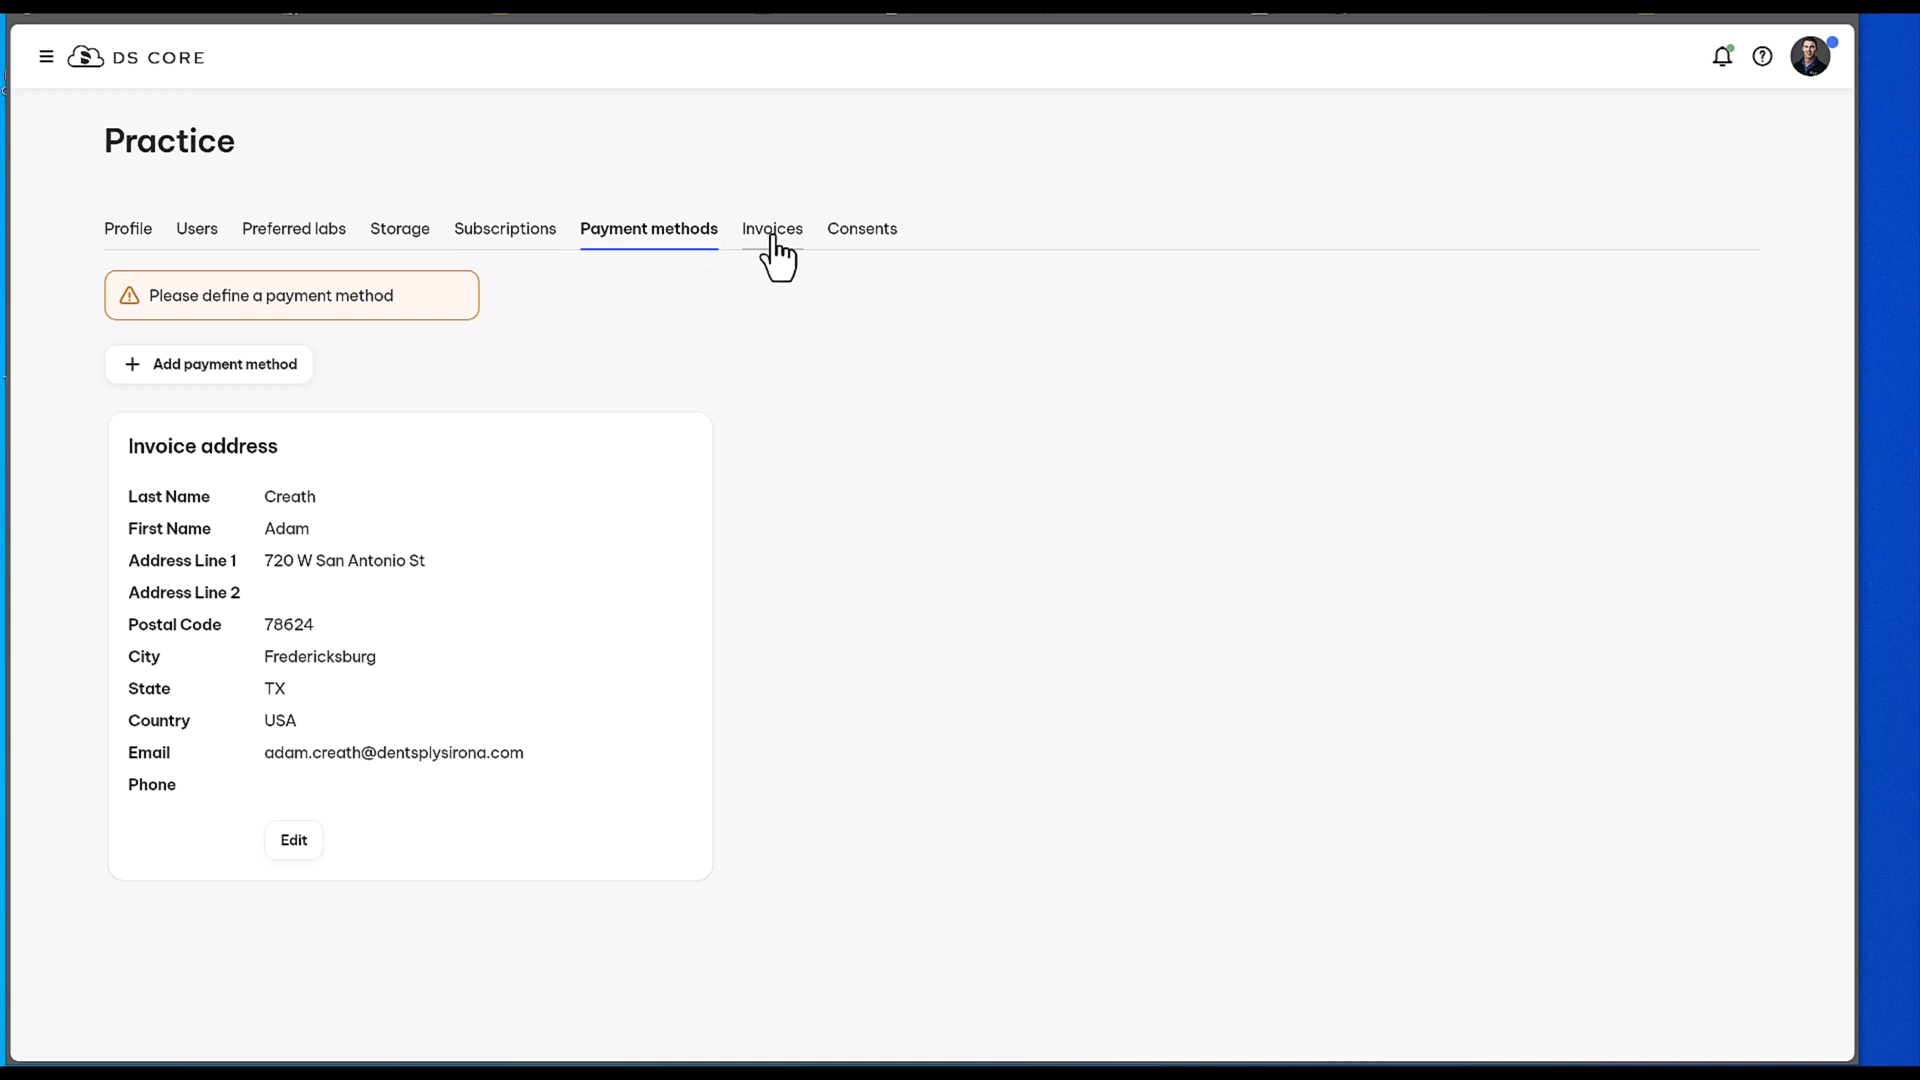 DS CORE
Practice
Profile Users Preferred labs Storage Subscriptions Payment methods Invoices Consents
Please define a payment method
+ Add payment method
Invoice address
Last Name Creath
First Name Adam
Address Line 1 720 W San Antonio St
Address Line 2
Postal Code 78624
City Fredericksburg
State TX
Country USA
Email adam.creath@dentsplysirona.com
Phone
Edit